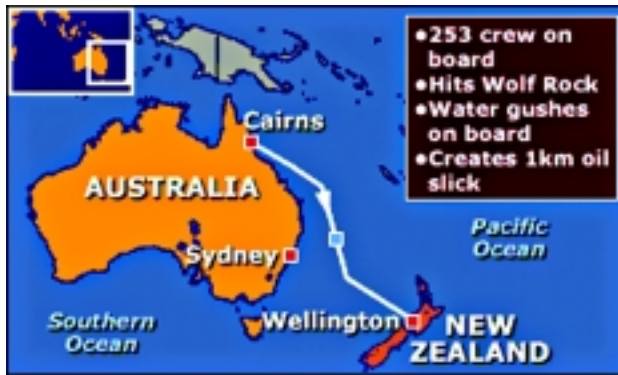 ●253 crew on
board
●Hits Wolf Rock
●Water gushes
on board
●Creates 1km oil
slick
Cairns
AUSTRALIA
Pacific
Ocean
Sydney
Southern
Ocean
Wellington
NEW
ZEALAND